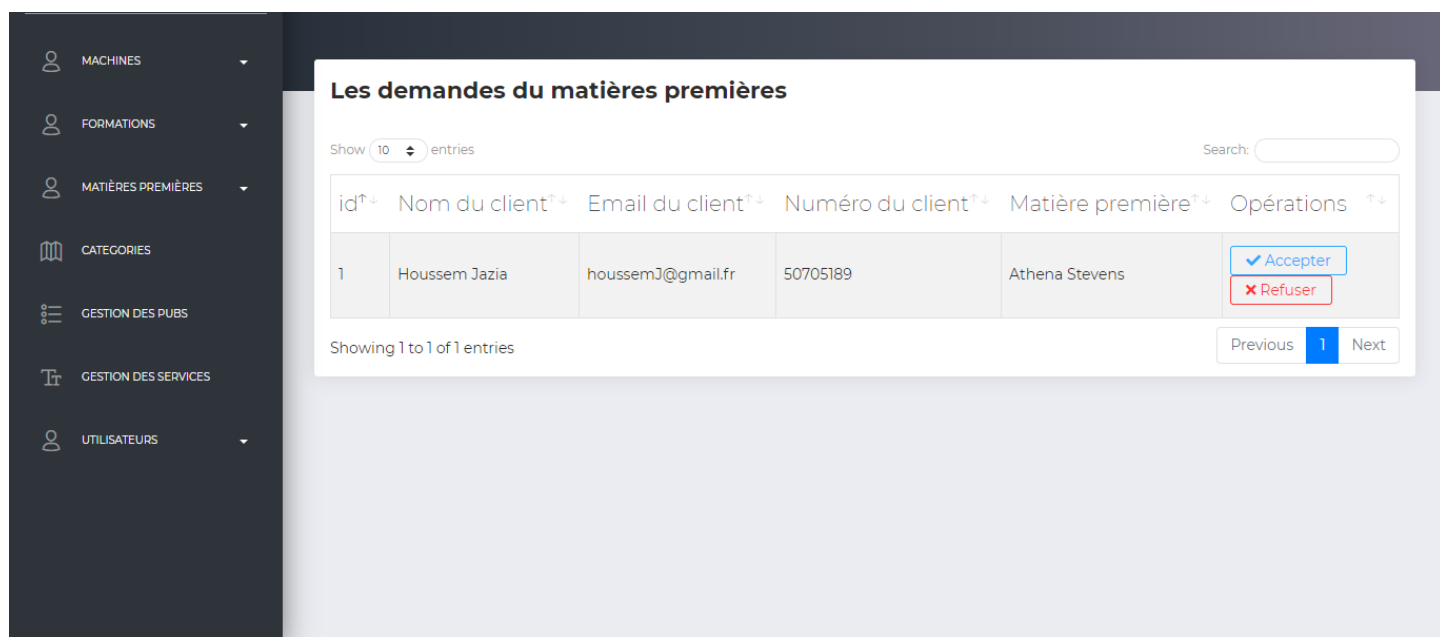 MACHINES
FORMATIONS
MATIÈRES PREMIÈRES
CATEGORIES
GESTION DES PUBS
GESTION DES SERVICES
UTILISATEURS
Les demandes du matières premières
Show 10 entries
Search:
id Nom du client Email du client Numéro du client Matière première Opérations
1 Houssem Jazia houssemJ@gmail.fr 50705189 Athena Stevens Accepter
Refuser
Showing 1 to 1 of 1 entries
Previous 1 Next